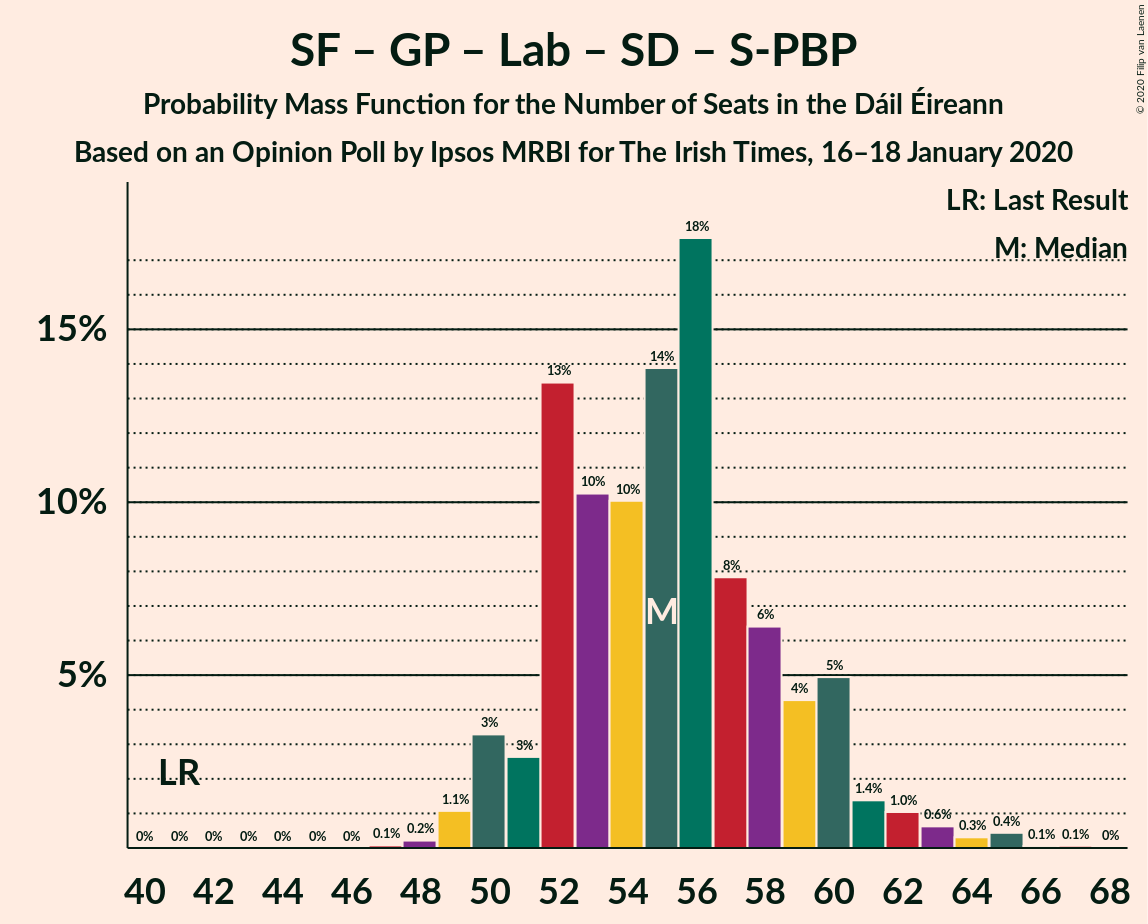 SF – GP – Lab – SD – S-PBP
Probability Mass Function for the Number of Seats in the Dáil Éireann
Based on an Opinion Poll by Ipsos MRBI for The Irish Times, 16–18 January 2020
© 2020 Filip van Laenen
LR: Last Result
M: Median
15%
10%
5%
LR
M
0% 0% 0% 0% 0% 0% 0% 0.1% 0.2% 1.1% 3% 3% 13% 10% 10% 14% 18% 8% 6% 4% 5% 1.4% 1.0% 0.6% 0.3% 0.4% 0.1% 0.1% 0%
40 42 44 46 48 50 52 54 56 58 60 62 64 66 68